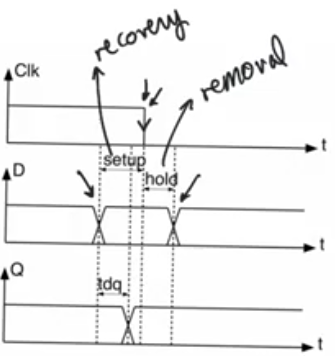 recovery
removal
Clk
t
setup
hold
D
t
tdq
Q
t